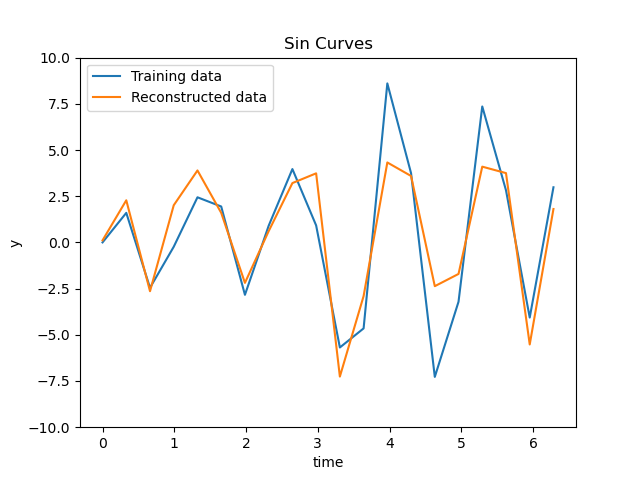 Sin Curves
Training data
Reconstructed data
10.0
7.5
5.0
2.5
0.0
−2.5
−5.0
−7.5
−10.0
y
0 1 2 3 4 5 6
time